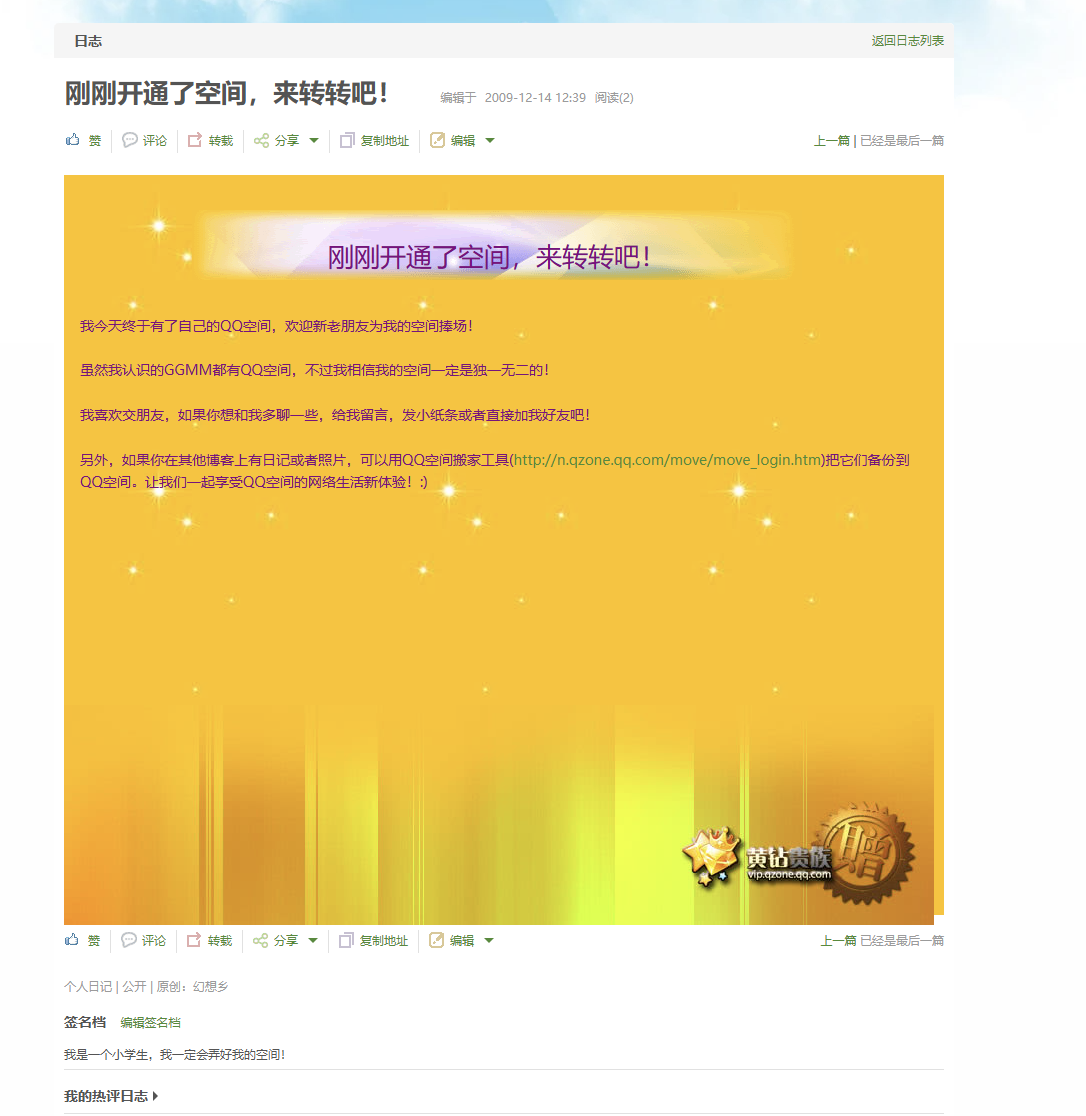 日志 返回日志列表
刚刚开通了空间，来转转吧！ 编辑于 2009-12-14 12:39 阅读(2)
赞 评论 转载 分享 复制地址 编辑 上一篇 | 已经是最后一篇
刚刚开通了空间，来转转吧！
我今天终于有了自己的QQ空间，欢迎新老朋友为我的空间捧场！
虽然我认识的GGMM都有QQ空间，不过我相信我的空间一定是独一无二的！
我喜欢交朋友，如果你想和我多聊一些，给我留言，发小纸条或者直接加我好友吧！
另外，如果你在其他博客上有日记或者照片，可以用QQ空间搬家工具(http://n.qzone.qq.com/move/move_login.htm)把它们备份到
QQ空间。让我们一起享受QQ空间的网络生活新体验！:)
黄钻贵族
vip.qzone.qq.com
赠
赞 评论 转载 分享 复制地址 编辑 上一篇 已经是最后一篇
个人日记 | 公开 | 原创：幻想乡
签名档 编辑签名档
我是一个小学生，我一定会弄好我的空间！
我的热评日志